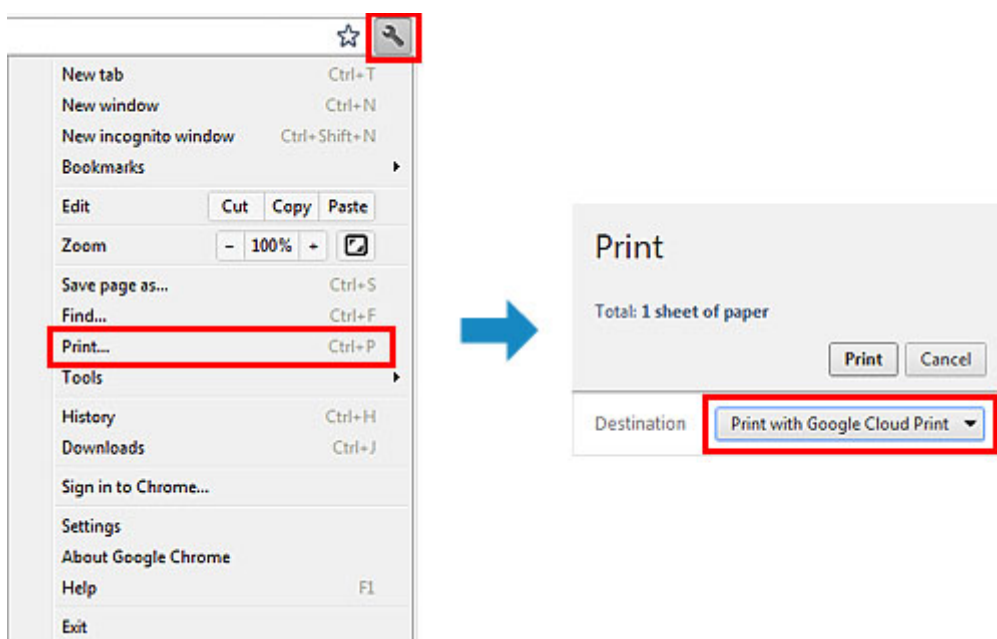 New tab Ctrl+T
New window Ctrl+N
New incognito window Ctrl+Shift+N
Bookmarks
Edit Cut Copy Paste
Zoom - 100% +
Save page as... Ctrl+S
Find... Ctrl+F
Print... Ctrl+P
Tools
History Ctrl+H
Downloads Ctrl+J
Sign in to Chrome...
Settings
About Google Chrome
Help F1
Exit
Print
Total: 1 sheet of paper
Print Cancel
Destination Print with Google Cloud Print